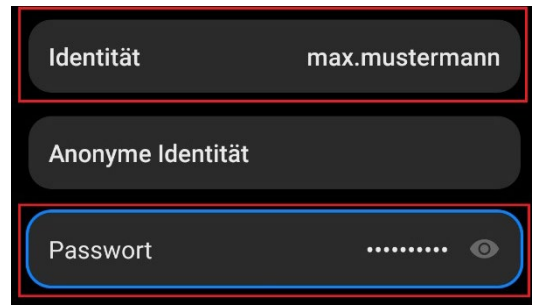 Identität max.mustermann
Anonyme Identität
Passwort ••••••••••